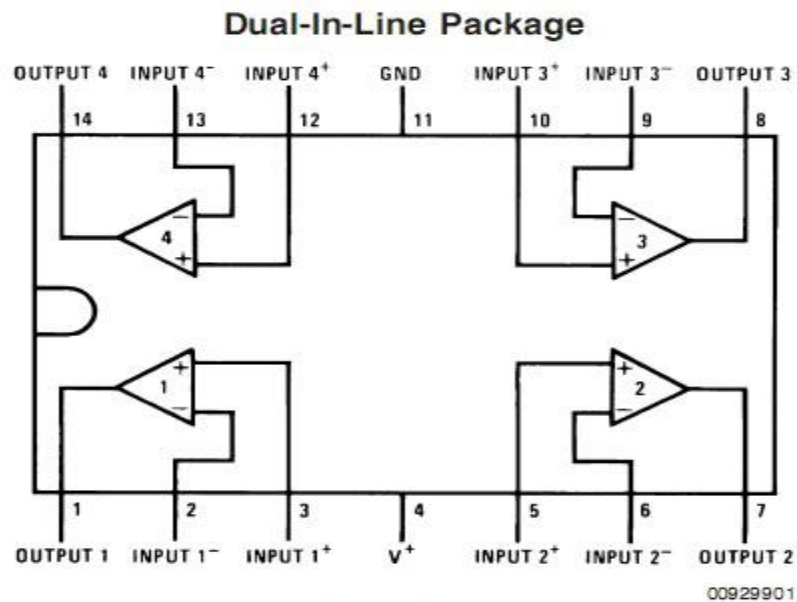 Dual-In-Line Package
OUTPUT 4 INPUT 4⁻ INPUT 4⁺ GND INPUT 3⁺ INPUT 3⁻ OUTPUT 3
14 13 12 11 10 9 8
− −
4 3
+ +
+ +
1 2
− −
1 2 3 4 5 6 7
OUTPUT 1 INPUT 1⁻ INPUT 1⁺ V⁺ INPUT 2⁺ INPUT 2⁻ OUTPUT 2
00929901